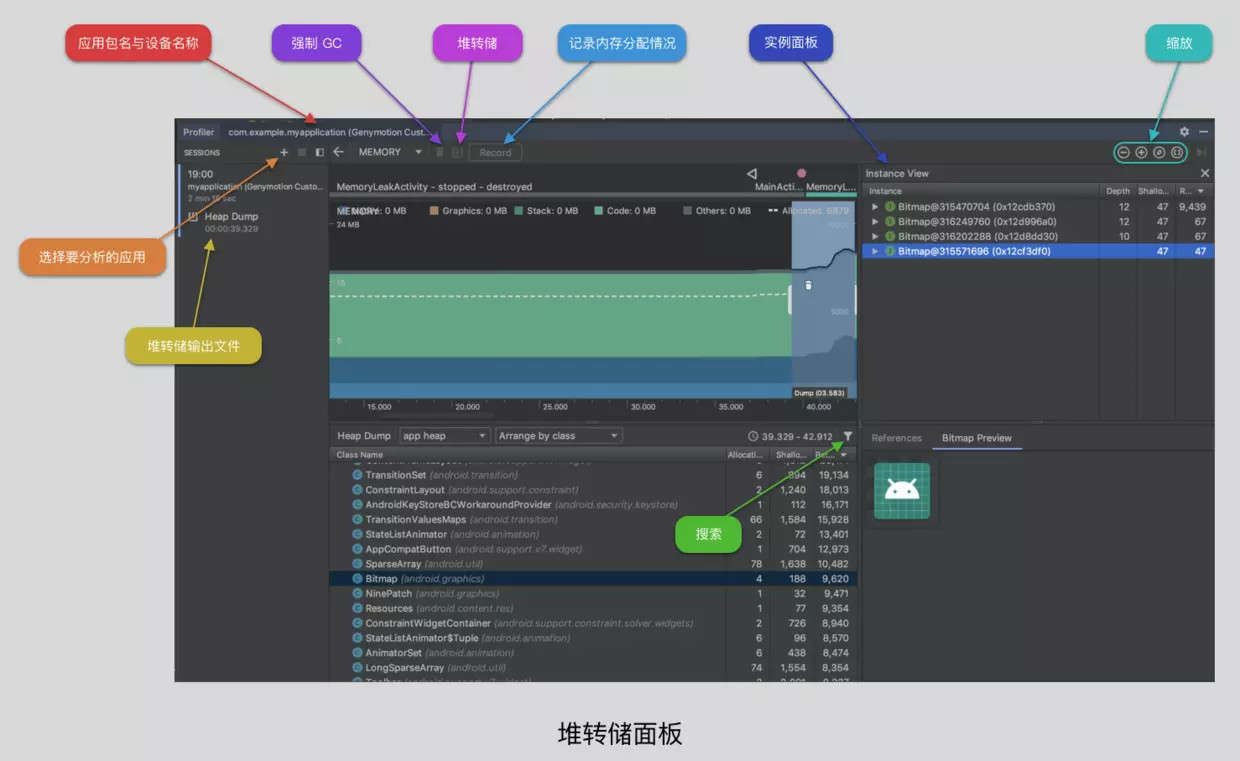 应用包名与设备名称
强制 GC
堆转储
记录内存分配情况
实例面板
缩放
Profiler com.example.myapplication (Genymotion Cust...
SESSIONS
MEMORY
Record
19:00
myapplication (Genymotion Custo...
2 min 16 sec
Heap Dump
00:00:39.329
选择要分析的应用
堆转储输出文件
MemoryLeakActivity - stopped - destroyed
MainActi...
MemoryL...
MEMORY
Graphics: 0 MB
Stack: 0 MB
Code: 0 MB
Others: 0 MB
Allocated: 6879
24 MB
16
8
5000
Dump (03.583)
15.000 20.000 25.000 30.000 35.000 40.000
Instance View
Instance Depth Shallo... R...
Bitmap@315470704 (0x12cdb370) 12 47 9,439
Bitmap@316249760 (0x12d996a0) 12 47 67
Bitmap@316202288 (0x12d8dd30) 10 47 67
Bitmap@315571696 (0x12cf3df0) 47 47
Heap Dump app heap Arrange by class 39.329 - 42.912
Class Name Allocati... Shallo...
TransitionSet (android.transition) 6 894 19,134
ConstraintLayout (android.support.constraint) 2 1,240 18,013
AndroidKeyStoreBCWorkaroundProvider (android.security.keystore) 1 112 16,171
TransitionValuesMaps (android.transition) 66 1,584 15,928
StateListAnimator (android.animation) 2 72 13,401
AppCompatButton (android.support.v7.widget) 1 704 12,973
SparseArray (android.util) 78 1,638 10,482
Bitmap (android.graphics) 4 188 9,620
NinePatch (android.graphics) 1 32 9,471
Resources (android.content.res) 1 77 9,354
ConstraintWidgetContainer (android.support.constraint.solver.widgets) 2 726 8,940
StateListAnimator$Tuple (android.animation) 6 96 8,570
AnimatorSet (android.animation) 6 438 8,474
LongSparseArray (android.util) 74 1,554 8,354
搜索
References Bitmap Preview
堆转储面板